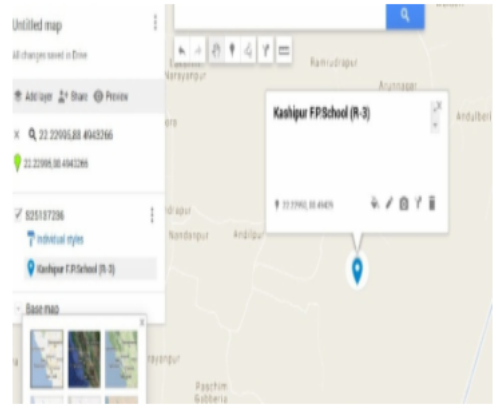 Untitled map
All changes saved in Drive
Add layer
Share
Preview
22.22995,88.4943266
22.22995,88.4943266
Individual styles
Kashipur F.P.School (R-3)
Base map
Narayanpur
Ramrudrapur
Arunnagar
Andulberi
Kashipur F.P.School (R-3)
Nandanpur
Paschim
Gabberia